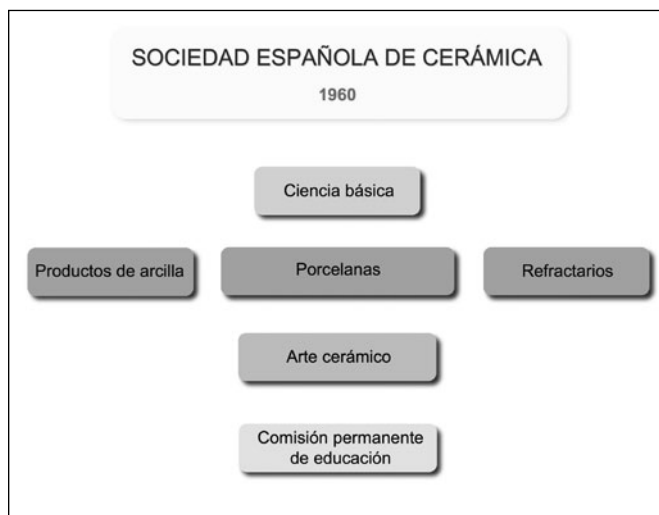 SOCIEDAD ESPAÑOLA DE CERÁMICA
1960
Ciencia básica
Productos de arcilla
Porcelanas
Refractarios
Arte cerámico
Comisión permanente
de educación